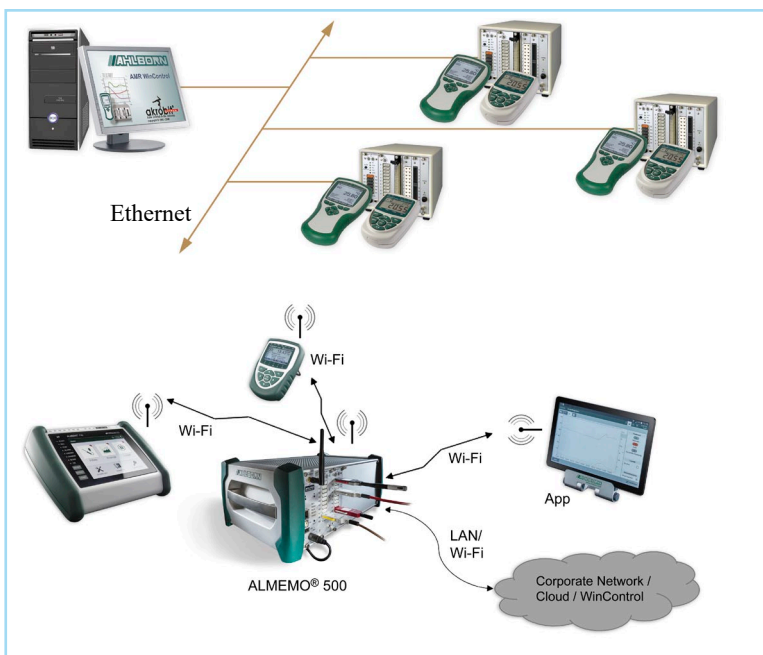 AHLBORN
AMR WinControl
akrobit
Ethernet
Wi-Fi
Wi-Fi
Wi-Fi
App
LAN/
Wi-Fi
ALMEMO® 500
Corporate Network /
Cloud / WinControl